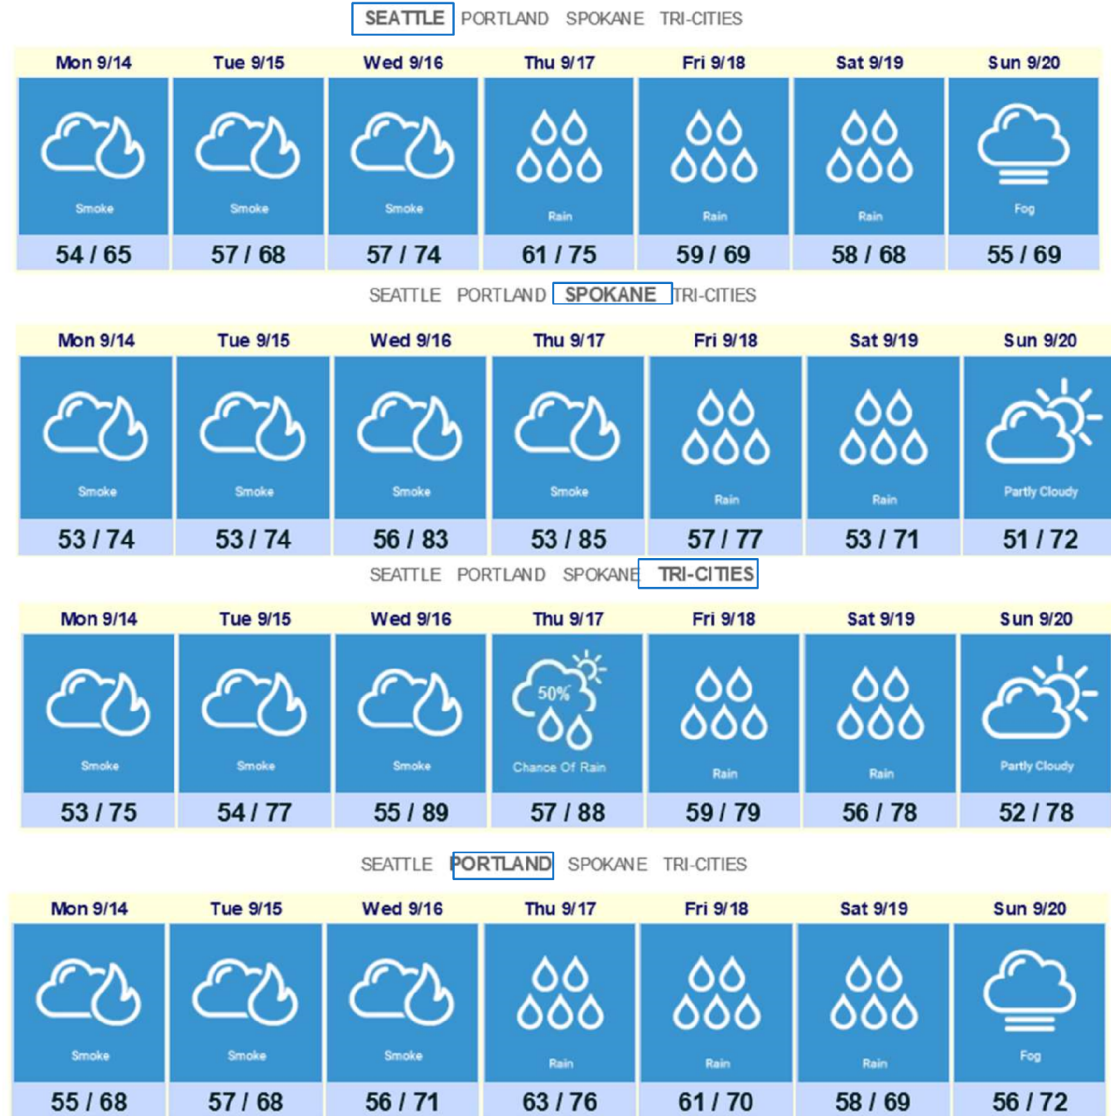 SEATTLE PORTLAND SPOKANE TRI-CITIES
Mon 9/14 Tue 9/15 Wed 9/16 Thu 9/17 Fri 9/18 Sat 9/19 Sun 9/20
Smoke Smoke Smoke Rain Rain Rain Fog
54 / 65 57 / 68 57 / 74 61 / 75 59 / 69 58 / 68 55 / 69
SEATTLE PORTLAND SPOKANE TRI-CITIES
Mon 9/14 Tue 9/15 Wed 9/16 Thu 9/17 Fri 9/18 Sat 9/19 Sun 9/20
Smoke Smoke Smoke Smoke Rain Rain Partly Cloudy
53 / 74 53 / 74 56 / 83 53 / 85 57 / 77 53 / 71 51 / 72
SEATTLE PORTLAND SPOKANE TRI-CITIES
Mon 9/14 Tue 9/15 Wed 9/16 Thu 9/17 Fri 9/18 Sat 9/19 Sun 9/20
50%
Smoke Smoke Smoke Chance Of Rain Rain Rain Partly Cloudy
53 / 75 54 / 77 55 / 89 57 / 88 59 / 79 56 / 78 52 / 78
SEATTLE PORTLAND SPOKANE TRI-CITIES
Mon 9/14 Tue 9/15 Wed 9/16 Thu 9/17 Fri 9/18 Sat 9/19 Sun 9/20
Smoke Smoke Smoke Rain Rain Rain Fog
55 / 68 57 / 68 56 / 71 63 / 76 61 / 70 58 / 69 56 / 72